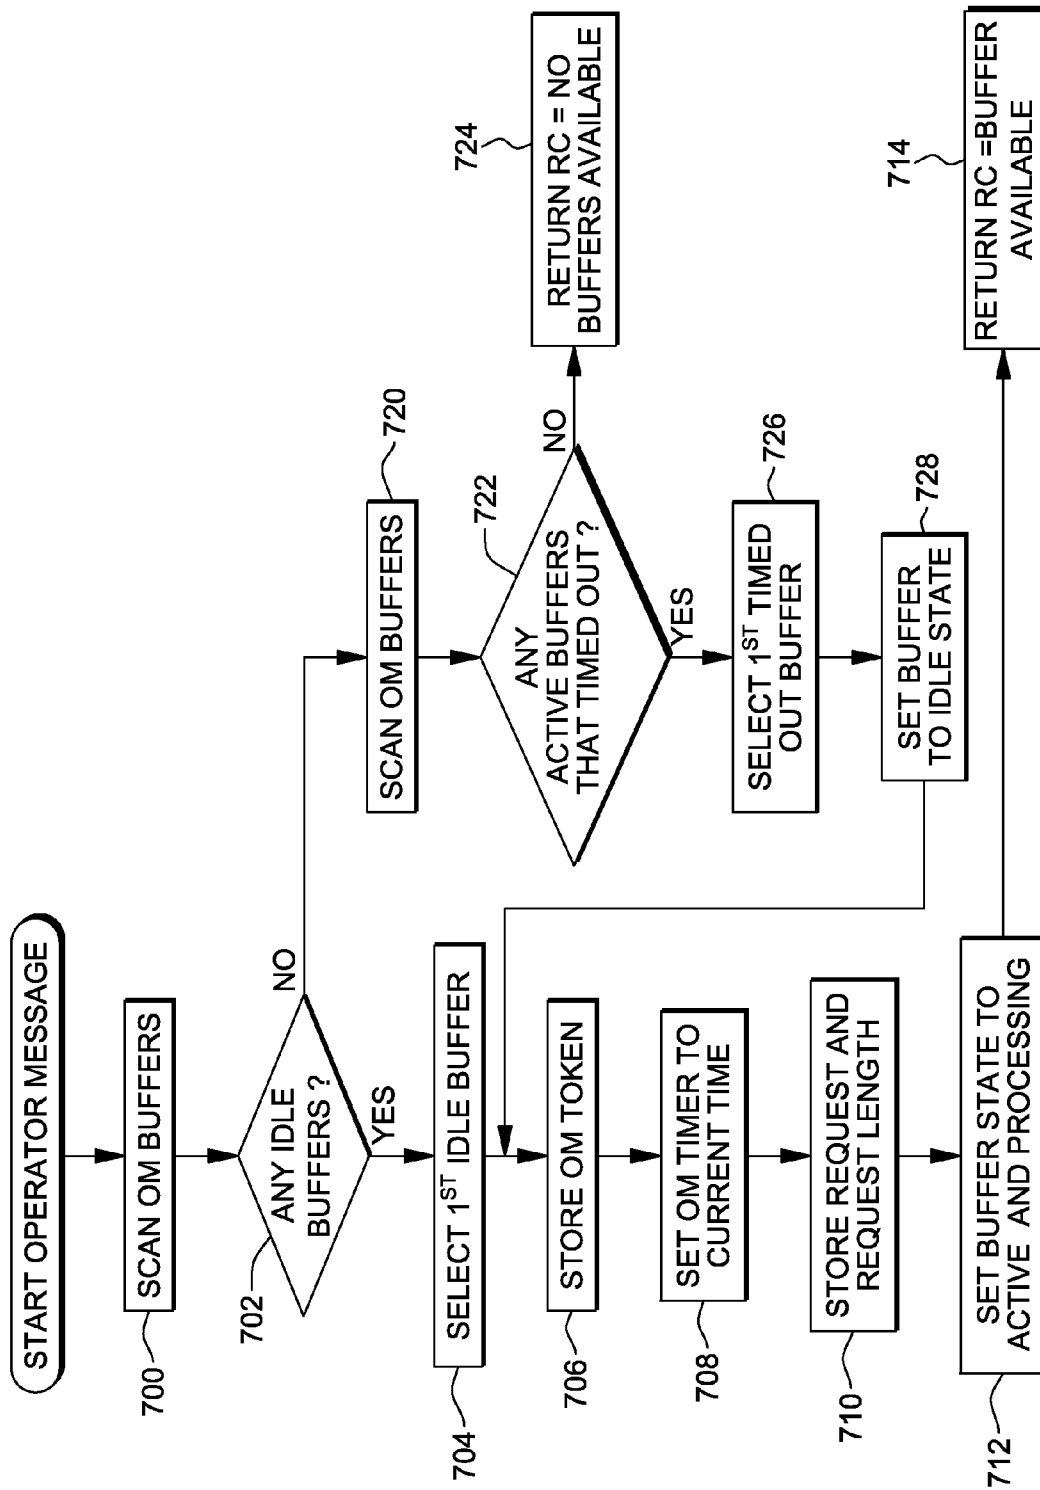 START OPERATOR MESSAGE
700
SCAN OM BUFFERS
702
ANY IDLE
BUFFERS ?
NO
YES
704
SELECT 1ST IDLE BUFFER
706
STORE OM TOKEN
708
SET OM TIMER TO
CURRENT TIME
710
STORE REQUEST AND
REQUEST LENGTH
712
SET BUFFER STATE TO
ACTIVE AND PROCESSING
714
RETURN RC =BUFFER
AVAILABLE
720
SCAN OM BUFFERS
722
ANY
ACTIVE BUFFERS
THAT TIMED OUT ?
NO
YES
724
RETURN RC = NO
BUFFERS AVAILABLE
726
SELECT 1ST TIMED
OUT BUFFER
728
SET BUFFER
TO IDLE STATE